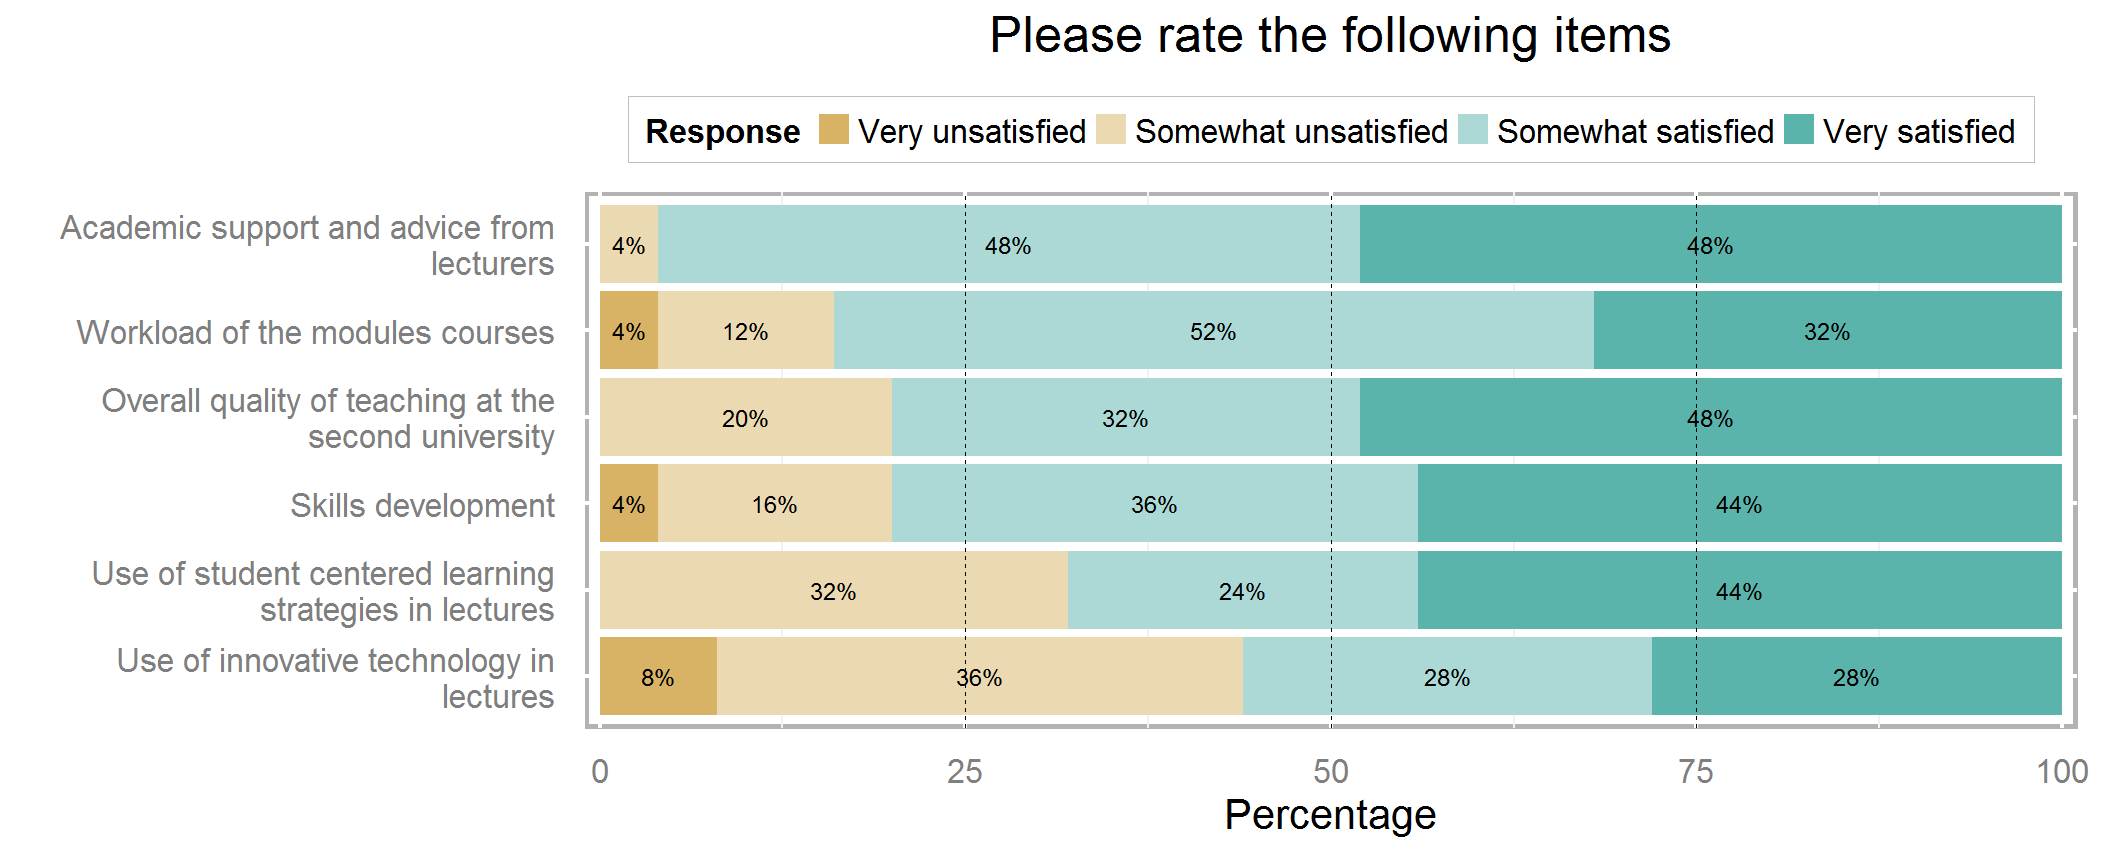 Please rate the following items
Response Very unsatisfied Somewhat unsatisfied Somewhat satisfied Very satisfied
Academic support and advice from
lecturers
4% 48% 48%
Workload of the modules courses
4% 12% 52% 32%
Overall quality of teaching at the
second university
20% 32% 48%
Skills development
4% 16% 36% 44%
Use of student centered learning
strategies in lectures
32% 24% 44%
Use of innovative technology in
lectures
8% 36% 28% 28%
0 25 50 75 100
Percentage